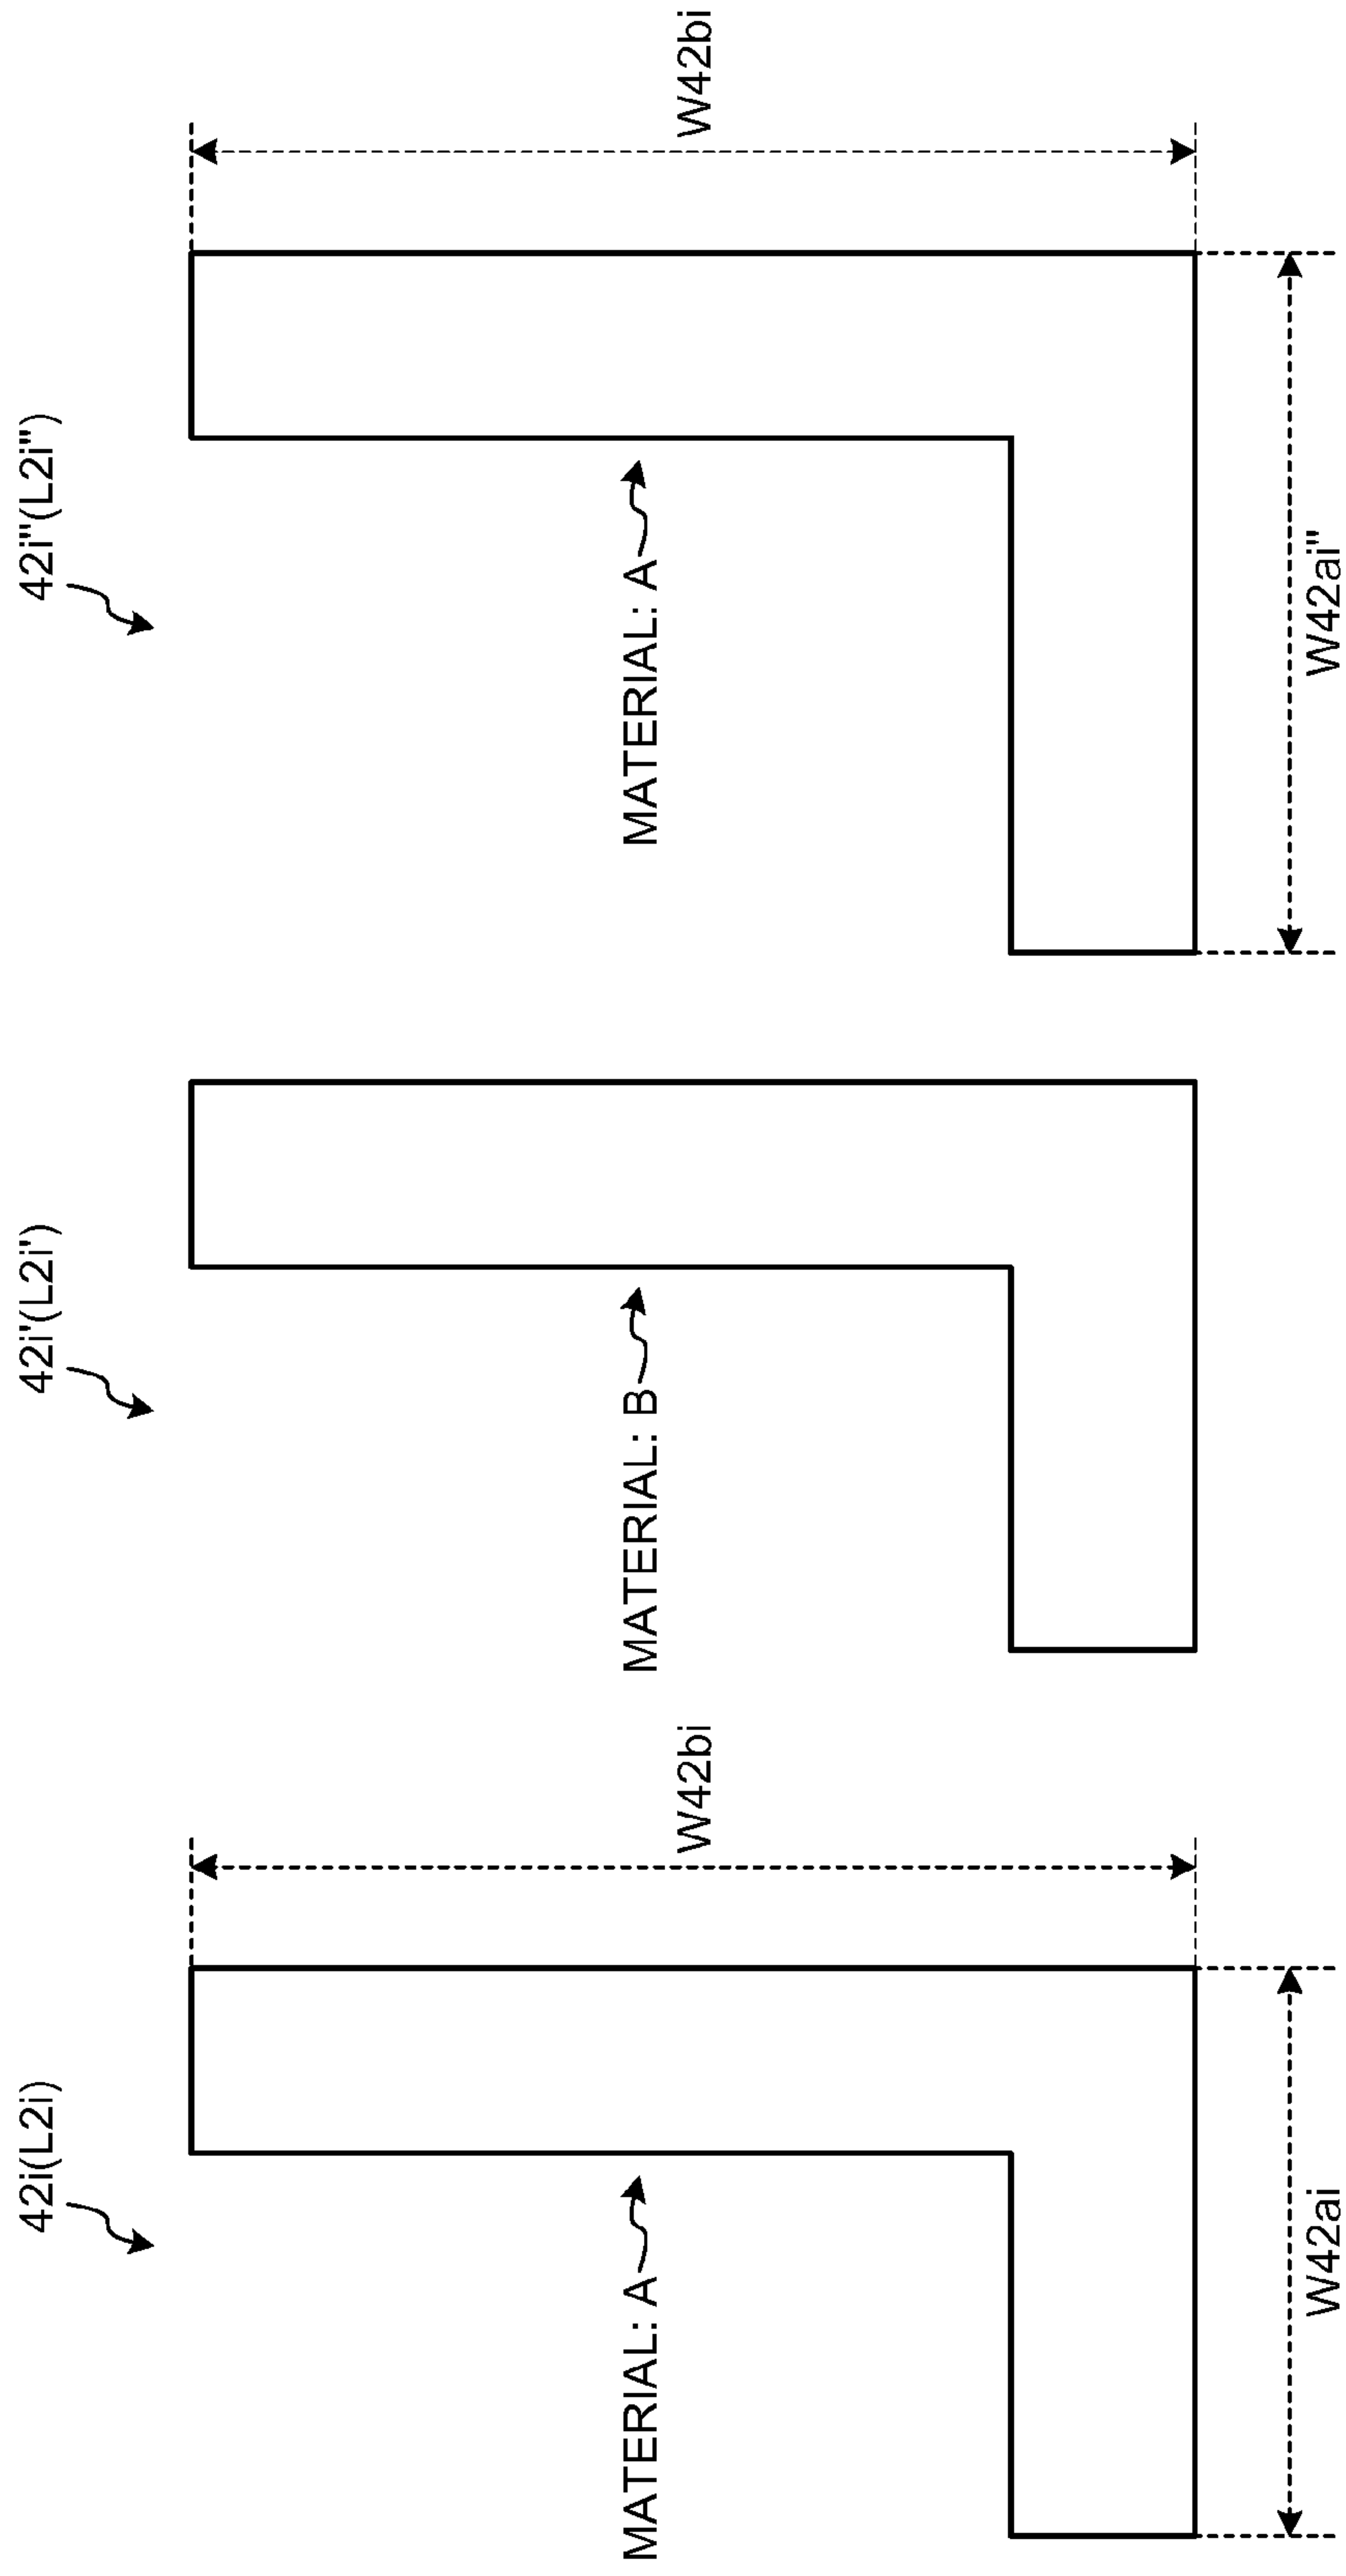 42i(L2i)
MATERIAL: A
W42bi
W42ai
42i'(L2i')
MATERIAL: B
42i"(L2i")
MATERIAL: A
W42bi
W42ai"